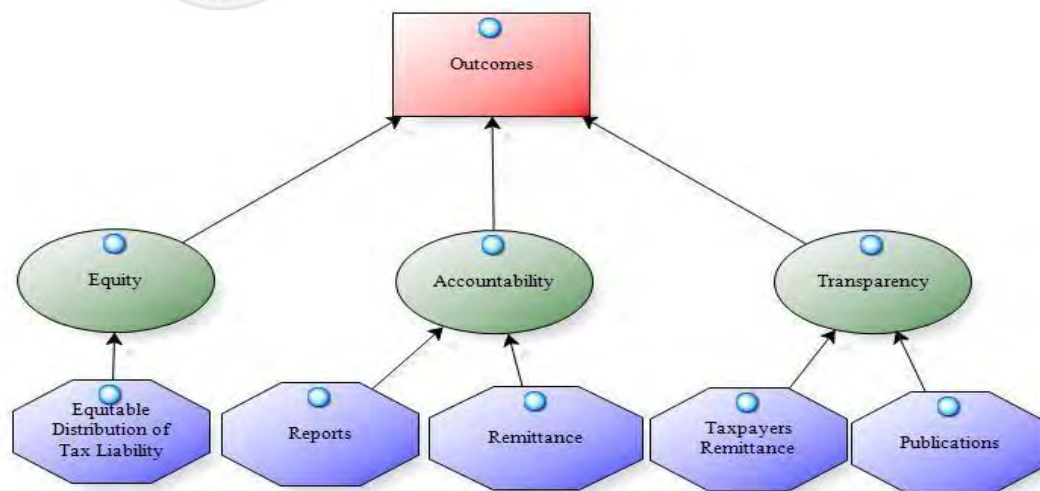 Outcomes
Equity
Accountability
Transparency
Equitable
Distribution of
Tax Liability
Reports
Remittance
Taxpayers
Remittance
Publications